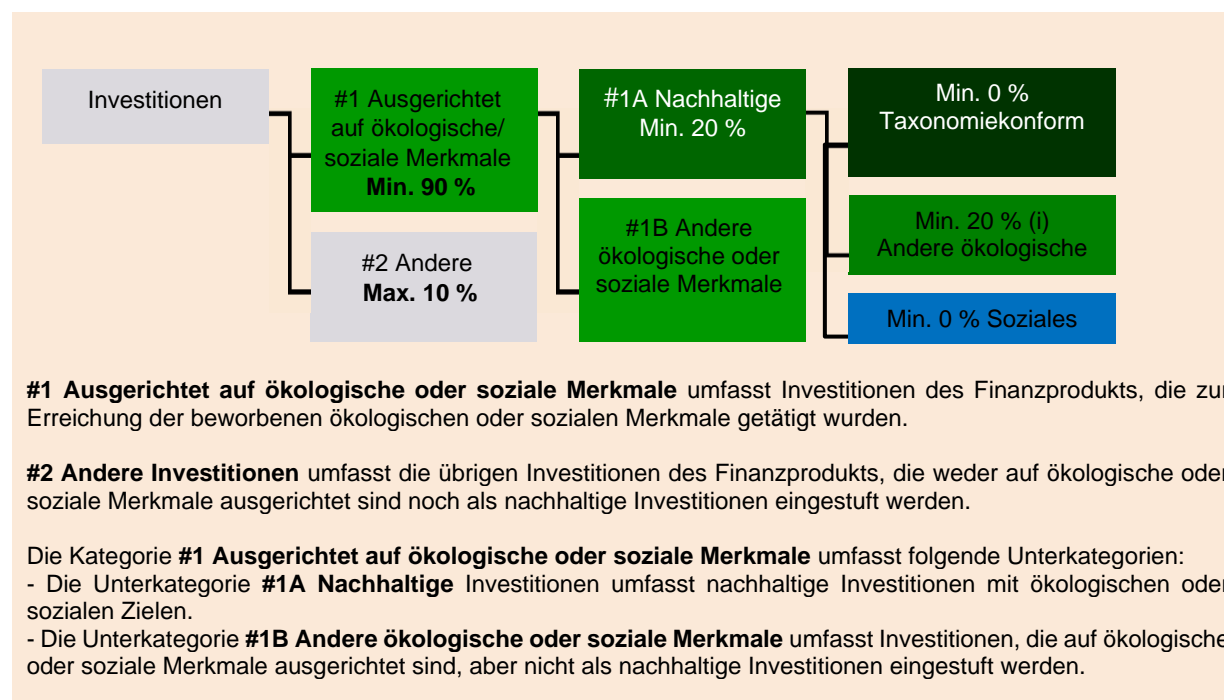 Investitionen
#1 Ausgerichtet
auf ökologische/
soziale Merkmale
Min. 90 %
#2 Andere
Max. 10 %
#1A Nachhaltige
Min. 20 %
#1B Andere
ökologische oder
soziale Merkmale
Min. 0 %
Taxonomiekonform
Min. 20 % (i)
Andere ökologische
Min. 0 % Soziales
#1 Ausgerichtet auf ökologische oder soziale Merkmale umfasst Investitionen des Finanzprodukts, die zur
Erreichung der beworbenen ökologischen oder sozialen Merkmale getätigt wurden.
#2 Andere Investitionen umfasst die übrigen Investitionen des Finanzprodukts, die weder auf ökologische oder
soziale Merkmale ausgerichtet sind noch als nachhaltige Investitionen eingestuft werden.
Die Kategorie #1 Ausgerichtet auf ökologische oder soziale Merkmale umfasst folgende Unterkategorien:
- Die Unterkategorie #1A Nachhaltige Investitionen umfasst nachhaltige Investitionen mit ökologischen oder
sozialen Zielen.
- Die Unterkategorie #1B Andere ökologische oder soziale Merkmale umfasst Investitionen, die auf ökologische
oder soziale Merkmale ausgerichtet sind, aber nicht als nachhaltige Investitionen eingestuft werden.